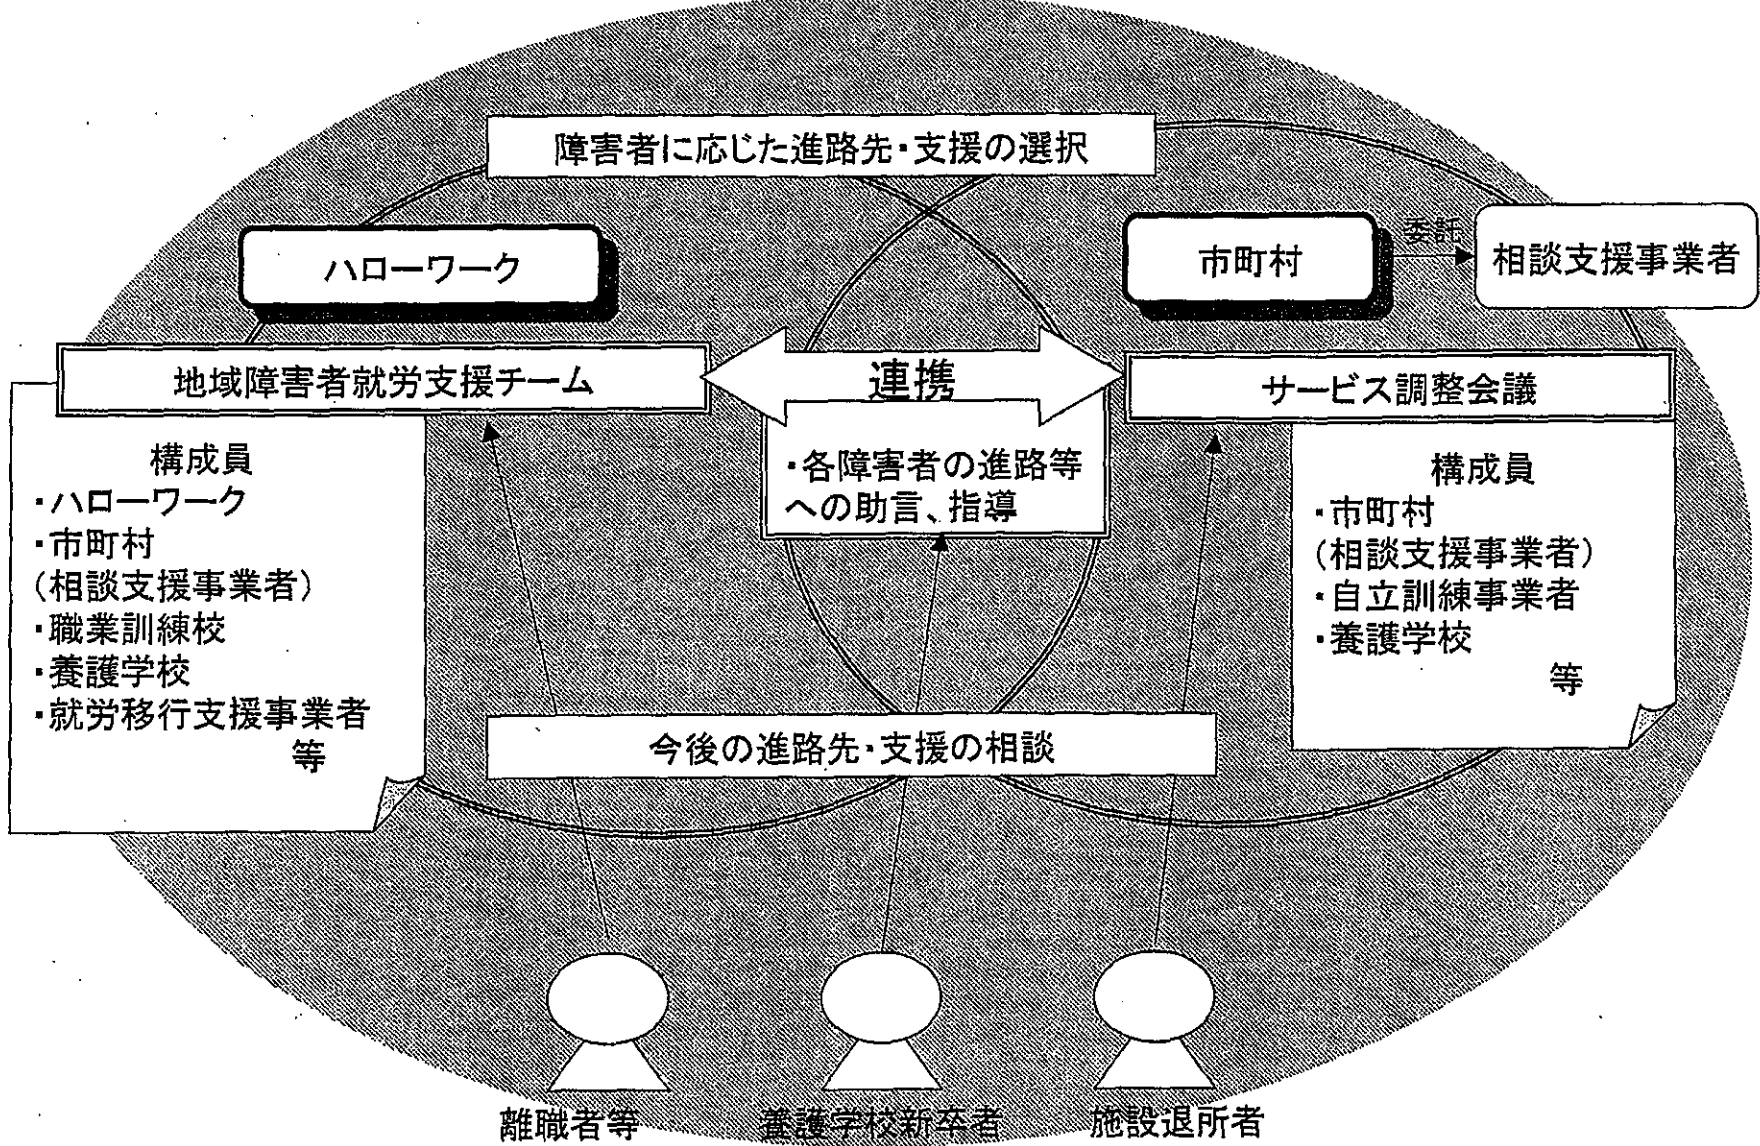 障害者に応じた進路先・支援の選択
ハローワーク
市町村
委託
相談支援事業者
地域障害者就労支援チーム
連携
サービス調整会議
構成員
・ハローワーク
・市町村
(相談支援事業者)
・職業訓練校
・養護学校
・就労移行支援事業者
等
・各障害者の進路等
への助言、指導
構成員
・市町村
(相談支援事業者)
・自立訓練事業者
・養護学校
等
今後の進路先・支援の相談
離職者等
養護学校新卒者
施設退所者